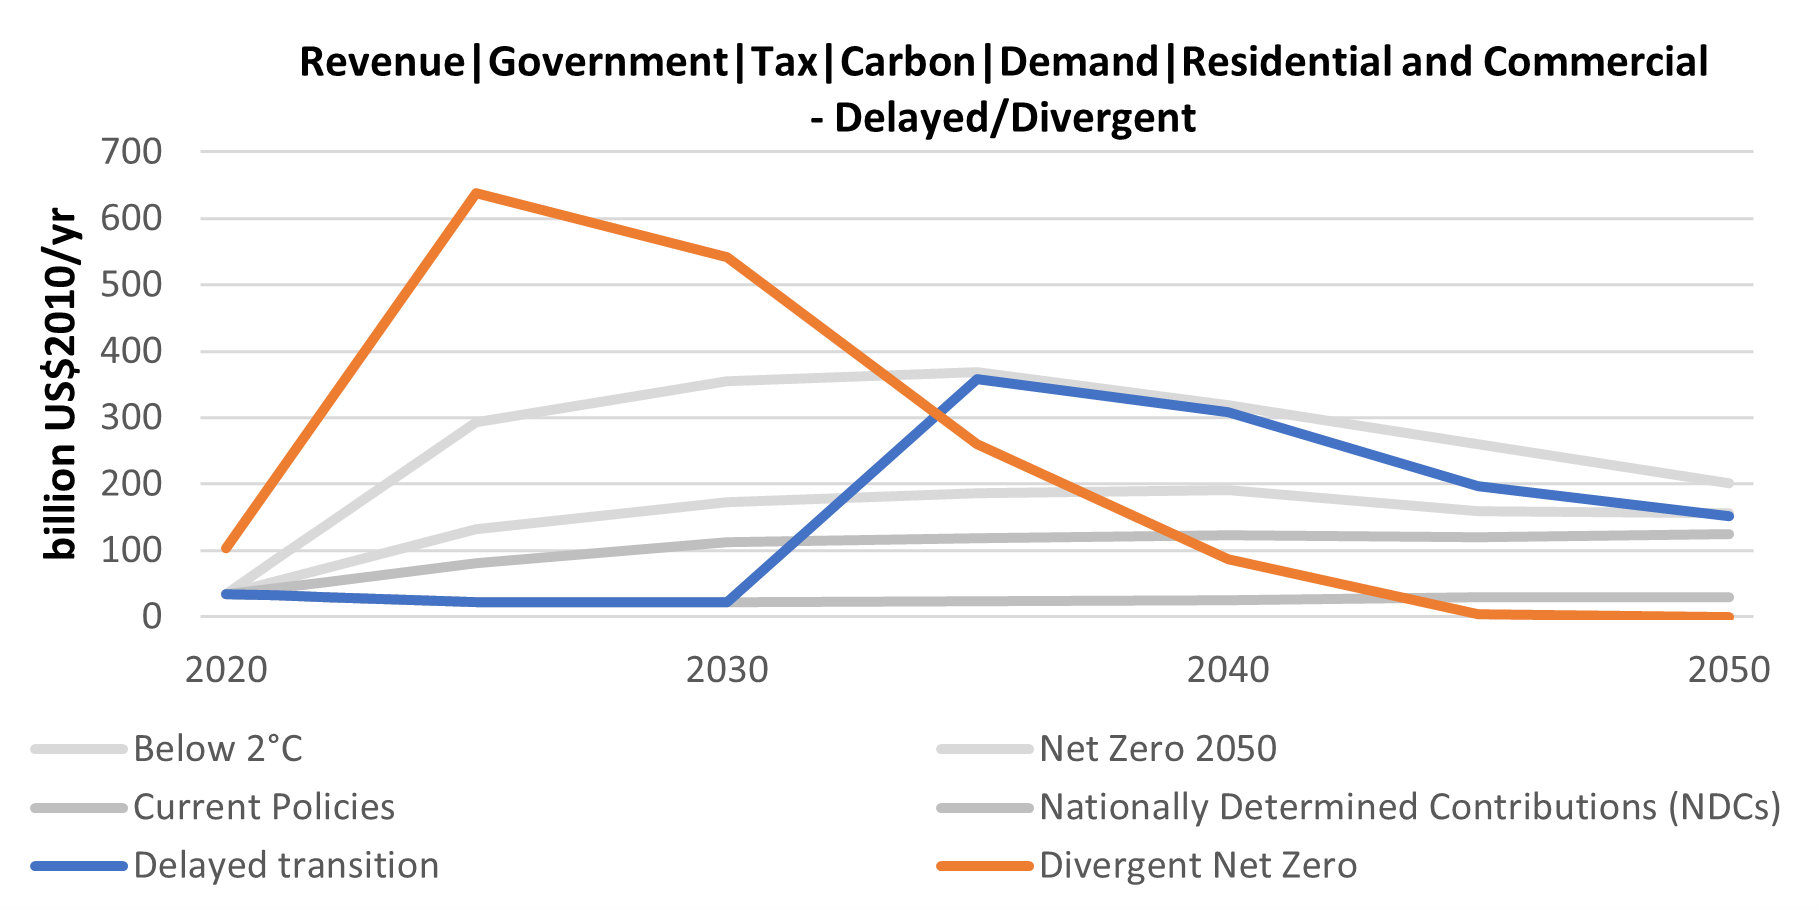 Revenue|Government|Tax|Carbon|Demand|Residential and Commercial
- Delayed/Divergent
billion US$2010/yr
700
600
500
400
300
200
100
0
2020 2030 2040 2050
Below 2°C Net Zero 2050
Current Policies Nationally Determined Contributions (NDCs)
Delayed transition Divergent Net Zero